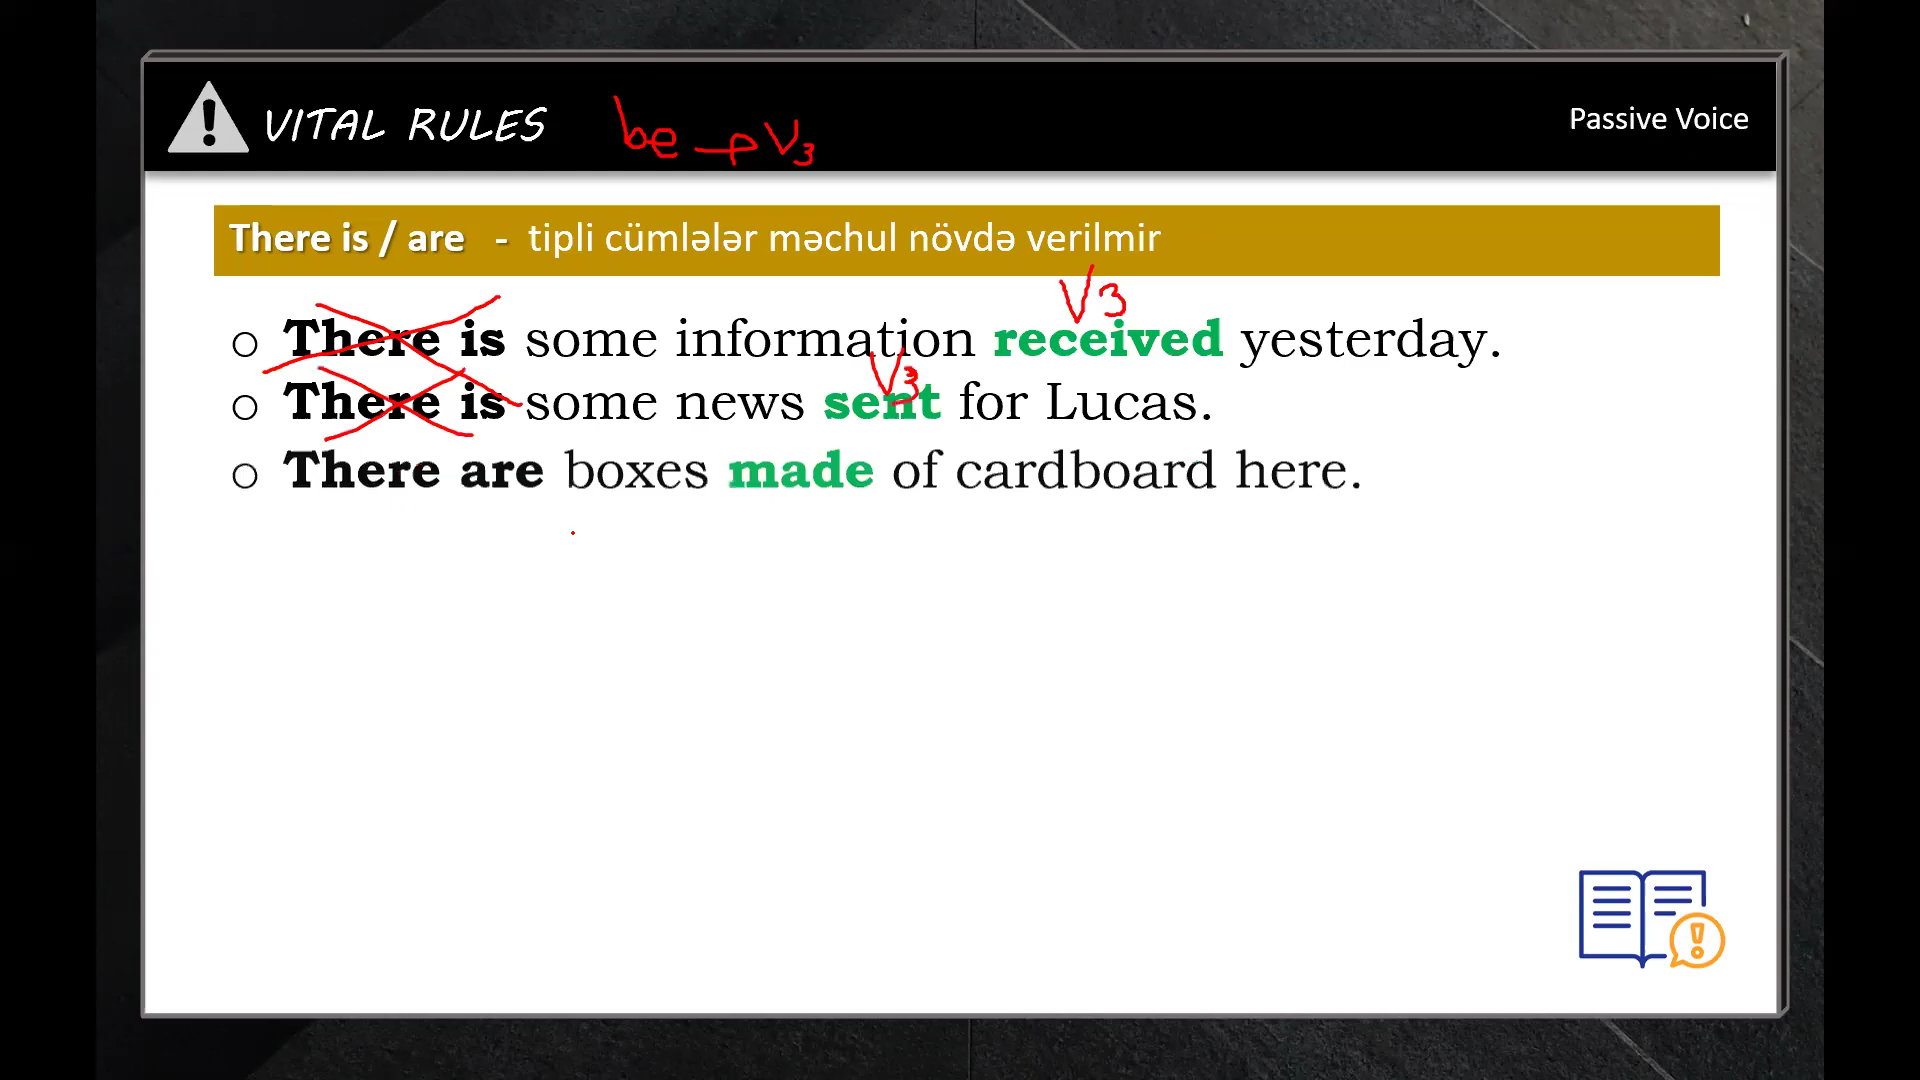 VITAL RULES be → V3 Passive Voice
There is / are - tipli cümlələr məchul növdə verilmir
V3
There is some information received yesterday.
V3
There is some news sent for Lucas.
There are boxes made of cardboard here.